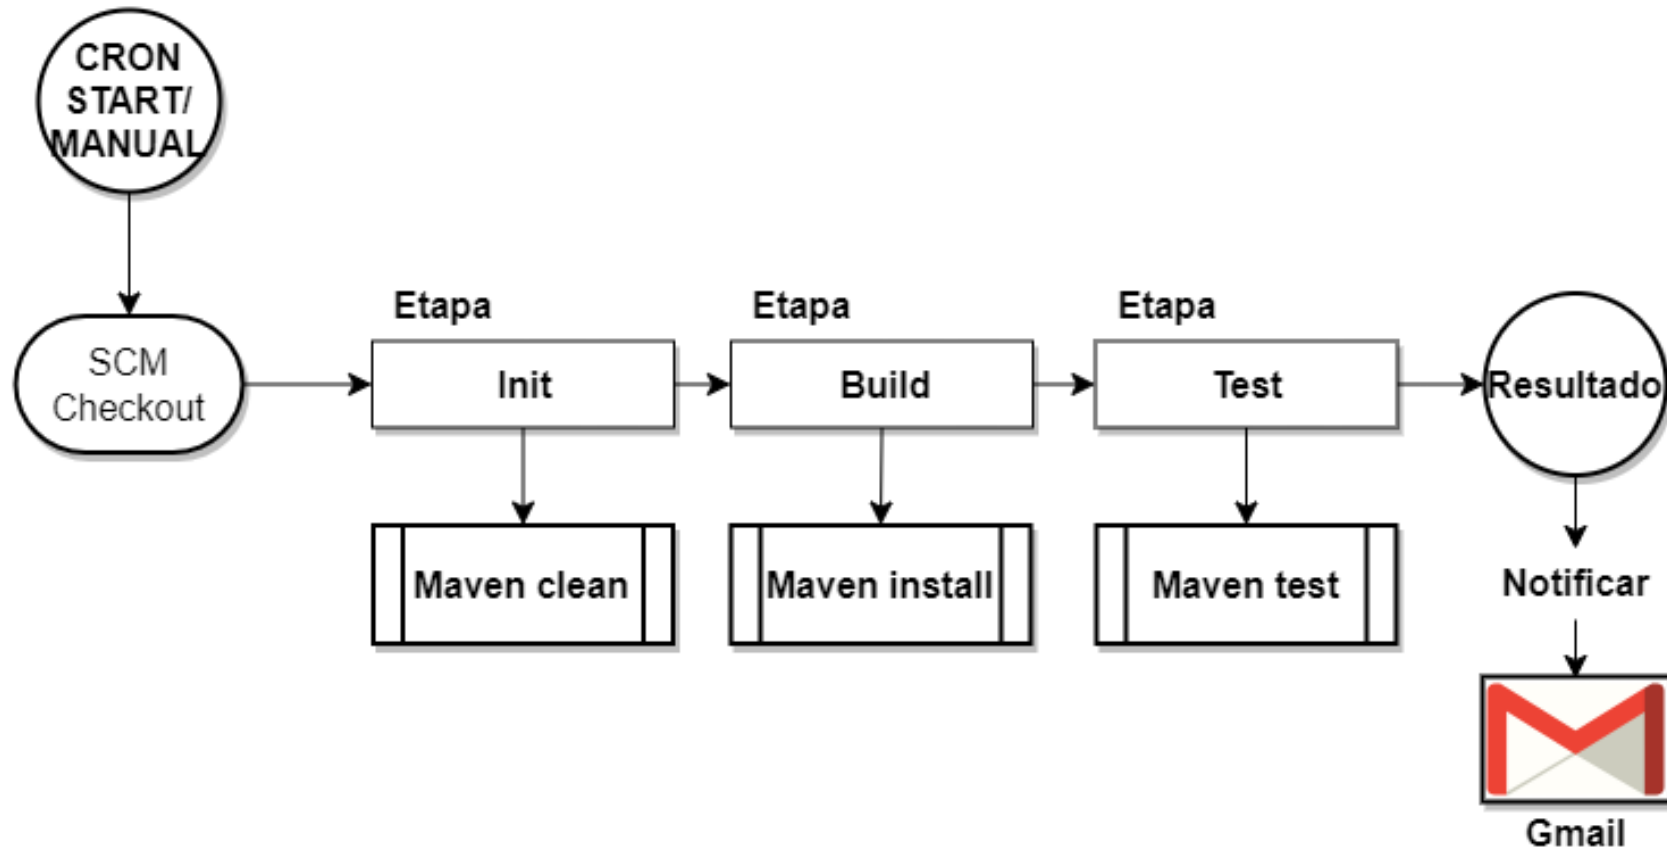 CRON
START/
MANUAL
SCM
Checkout
Etapa
Init
Maven clean
Etapa
Build
Maven install
Etapa
Test
Maven test
Resultado
Notificar
Gmail